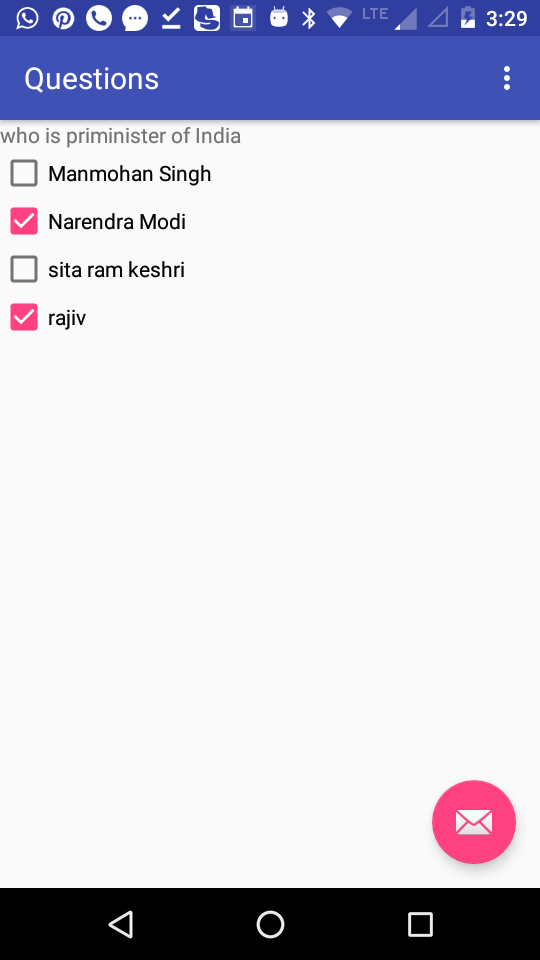 LTE 3:29
Questions
who is priminister of India
Manmohan Singh
Narendra Modi
sita ram keshri
rajiv